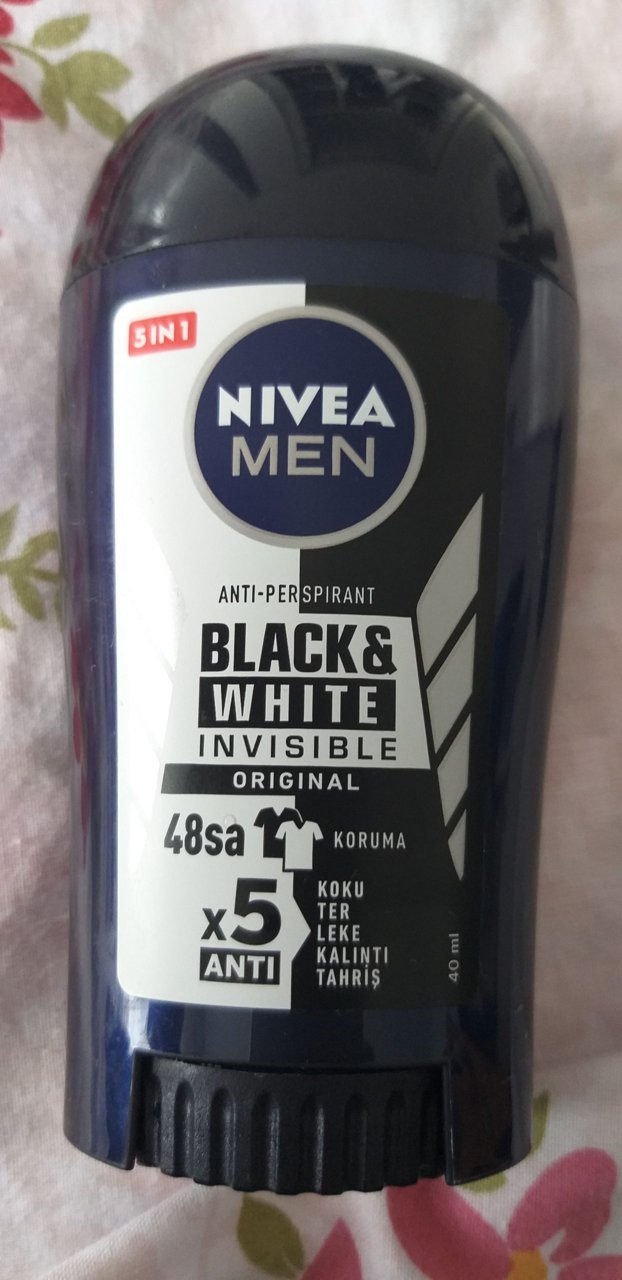 5 IN 1
NIVEA
MEN
ANTI-PERSPIRANT
BLACK&
WHITE
INVISIBLE
ORIGINAL
48sa KORUMA
x5
ANTI
KOKU
TER
LEKE
KALINTI
TAHRİŞ
40 ml